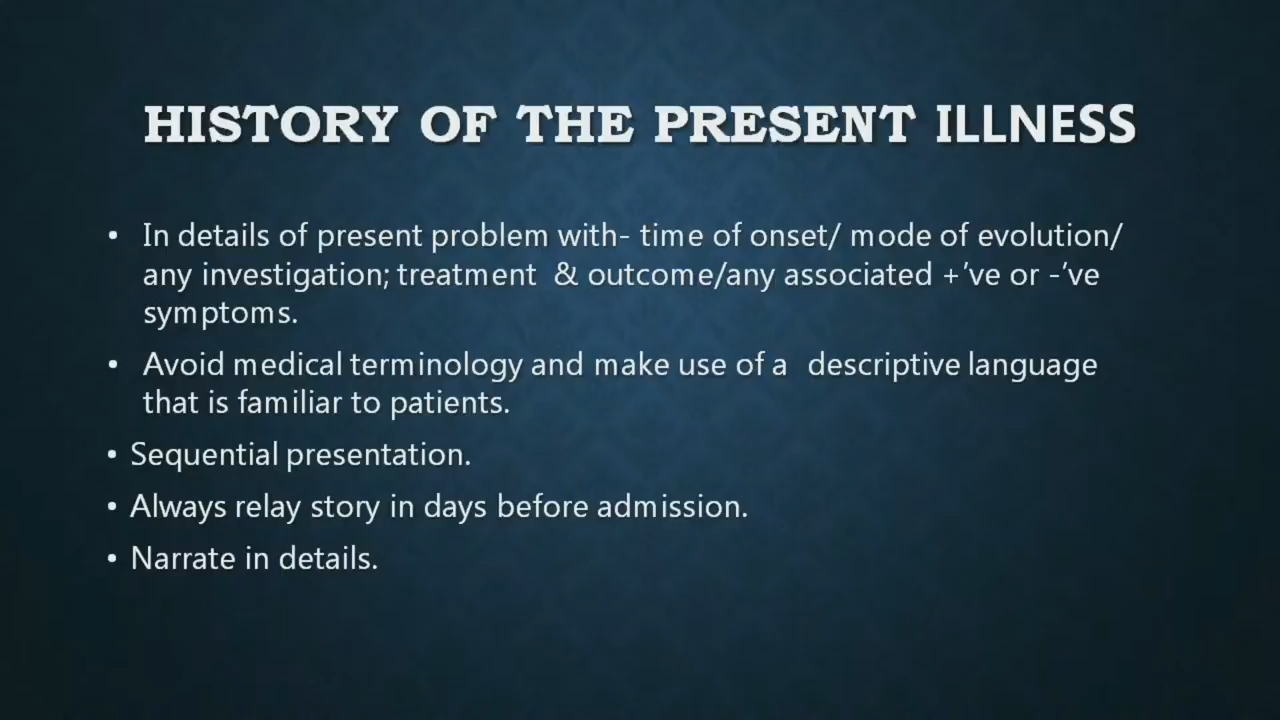 HISTORY OF THE PRESENT ILLNESS
• In details of present problem with- time of onset/ mode of evolution/
any investigation; treatment & outcome/any associated +’ve or -’ve
symptoms.
• Avoid medical terminology and make use of a descriptive language
that is familiar to patients.
• Sequential presentation.
• Always relay story in days before admission.
• Narrate in details.